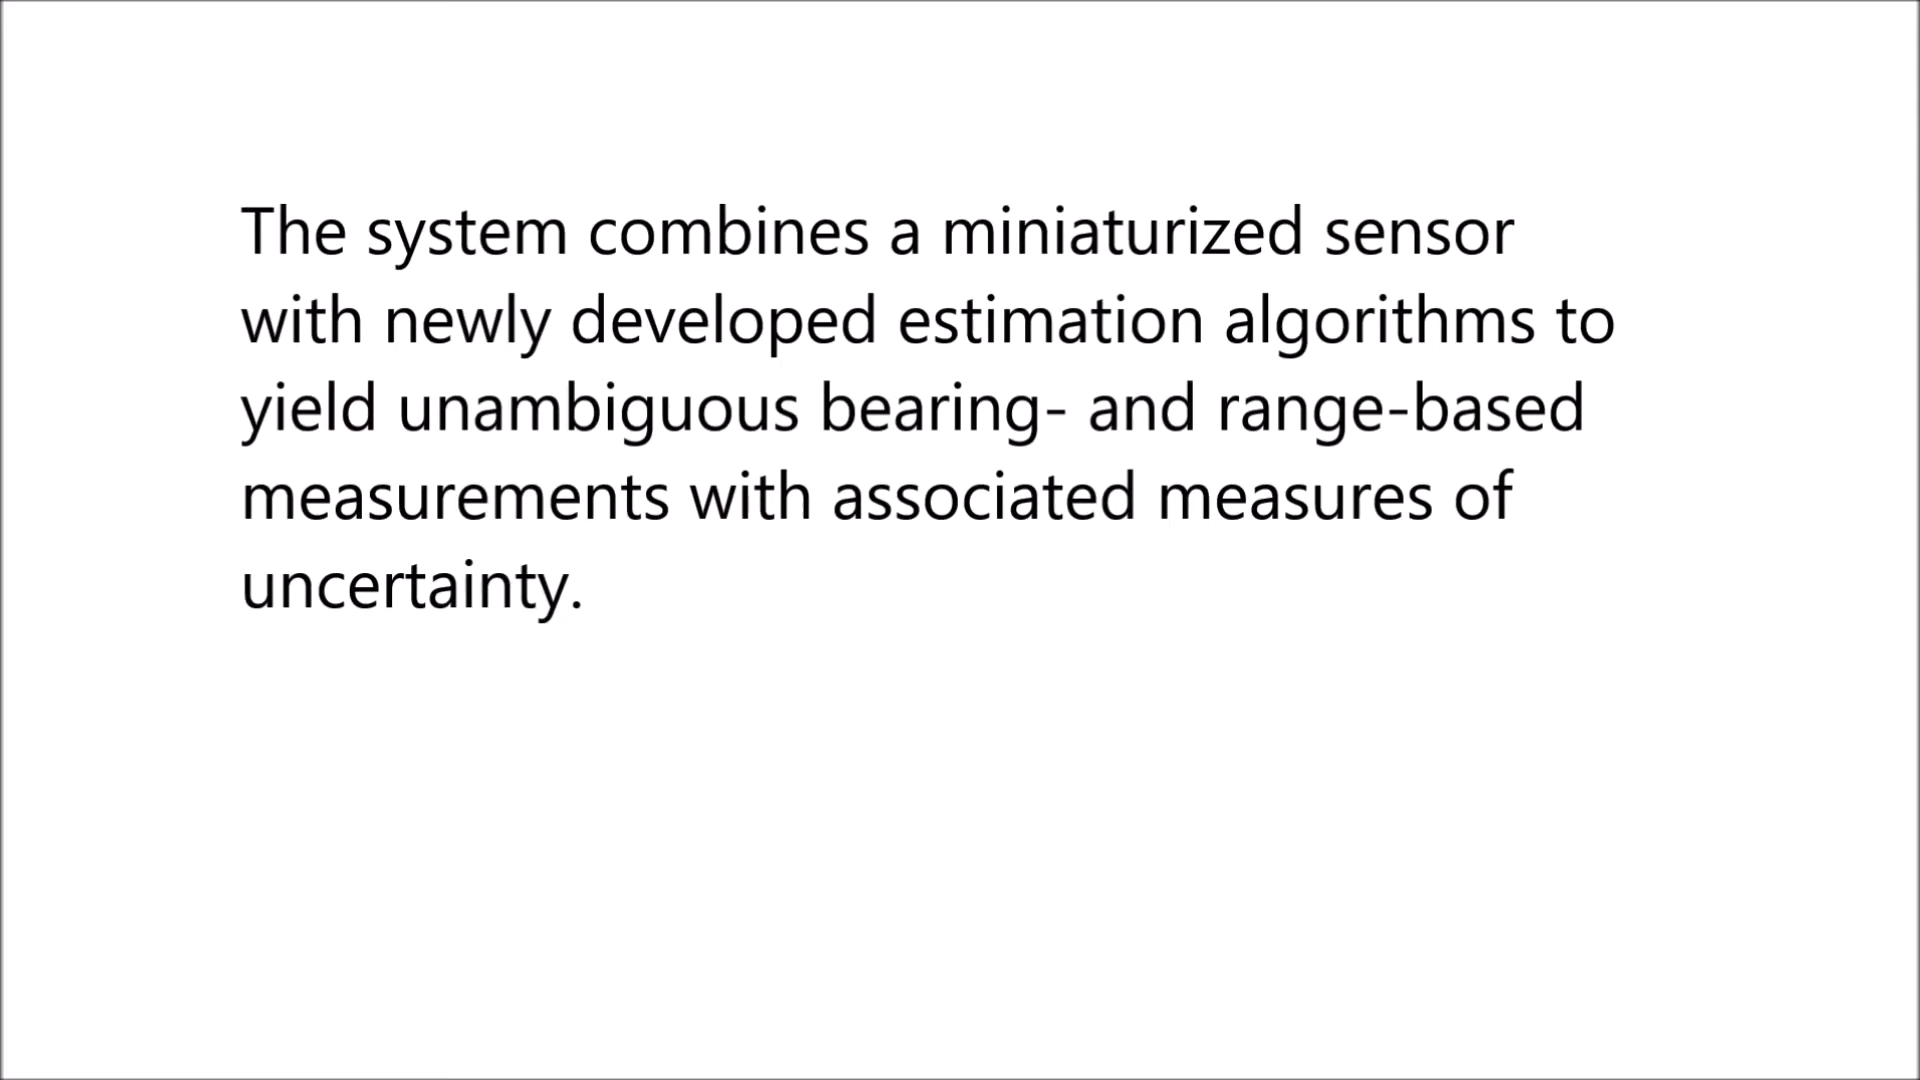 The system combines a miniaturized sensor
with newly developed estimation algorithms to
yield unambiguous bearing- and range-based
measurements with associated measures of
uncertainty.